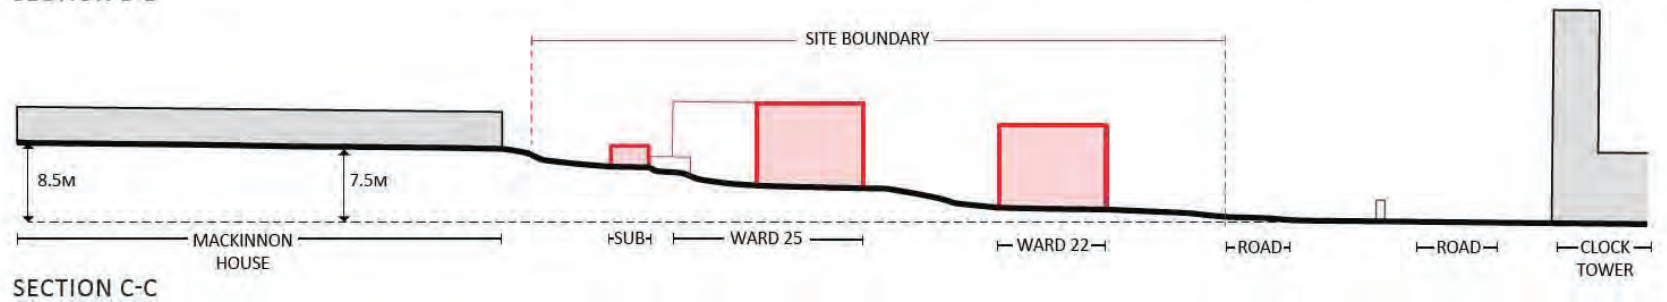 SITE BOUNDARY
8.5M
7.5M
MACKINNON
HOUSE
SUB
WARD 25
WARD 22
ROAD
ROAD
CLOCK
TOWER
SECTION C-C